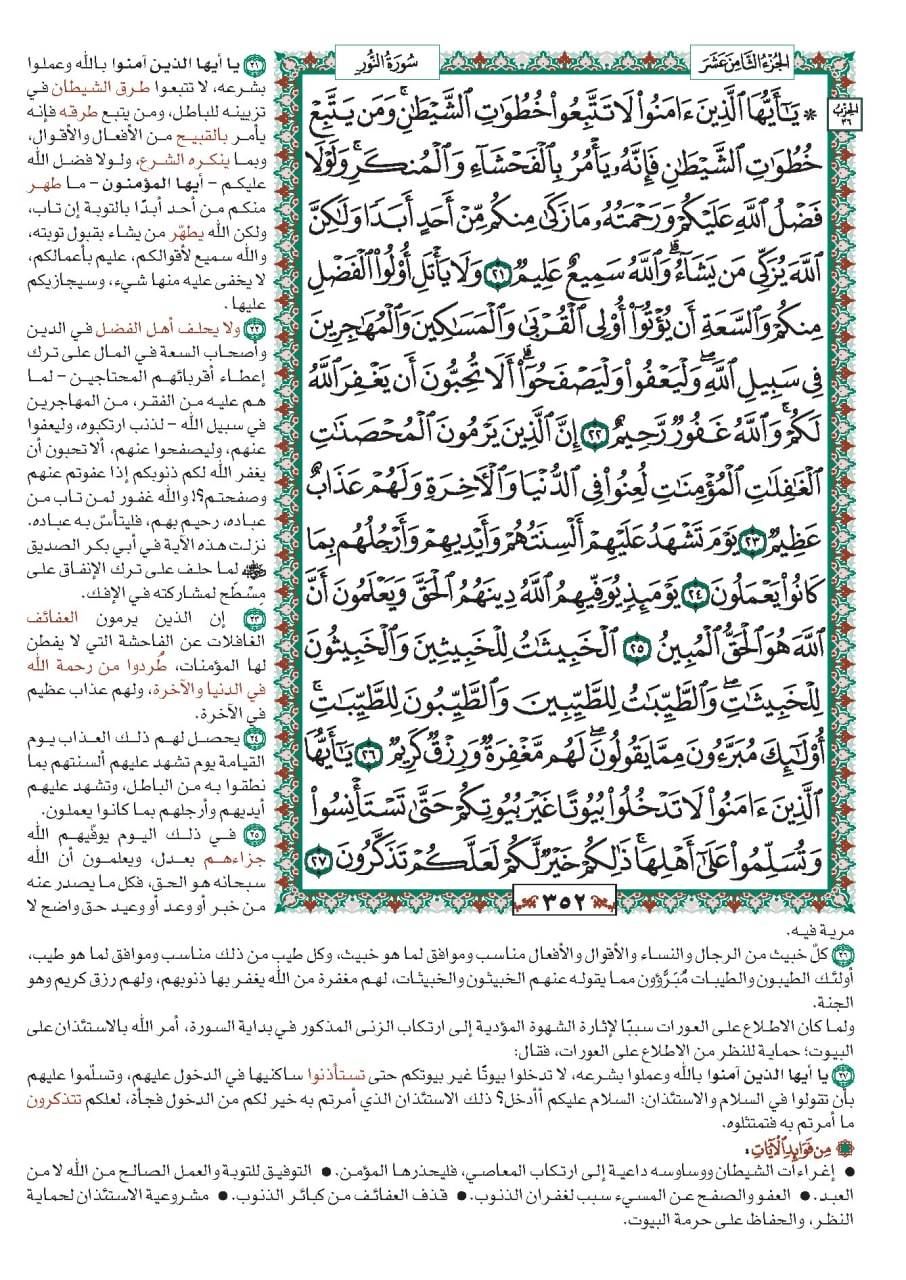 الجُزءُ الثَّامِنَ عَشَرَ
سُورَةُ النُّورِ
الحِزْبُ
٣٦
۞ يَٰٓأَيُّهَا ٱلَّذِينَ ءَامَنُواْ لَا تَتَّبِعُواْ خُطُوَٰتِ ٱلشَّيۡطَٰنِۚ وَمَن يَتَّبِعۡ
خُطُوَٰتِ ٱلشَّيۡطَٰنِ فَإِنَّهُۥ يَأۡمُرُ بِٱلۡفَحۡشَآءِ وَٱلۡمُنكَرِۚ وَلَوۡلَا
فَضۡلُ ٱللَّهِ عَلَيۡكُمۡ وَرَحۡمَتُهُۥ مَا زَكَىٰ مِنكُم مِّنۡ أَحَدٍ أَبَدٗا وَلَٰكِنَّ
ٱللَّهَ يُزَكِّي مَن يَشَآءُۗ وَٱللَّهُ سَمِيعٌ عَلِيمٞ ٢١ وَلَا يَأۡتَلِ أُوْلُواْ ٱلۡفَضۡلِ
مِنكُمۡ وَٱلسَّعَةِ أَن يُؤۡتُوٓاْ أُوْلِي ٱلۡقُرۡبَىٰ وَٱلۡمَسَٰكِينَ وَٱلۡمُهَٰجِرِينَ
فِي سَبِيلِ ٱللَّهِۖ وَلۡيَعۡفُواْ وَلۡيَصۡفَحُوٓاْۗ أَلَا تُحِبُّونَ أَن يَغۡفِرَ ٱللَّهُ
لَكُمۡۚ وَٱللَّهُ غَفُورٞ رَّحِيمٌ ٢٢ إِنَّ ٱلَّذِينَ يَرۡمُونَ ٱلۡمُحۡصَنَٰتِ
ٱلۡغَٰفِلَٰتِ ٱلۡمُؤۡمِنَٰتِ لُعِنُواْ فِي ٱلدُّنۡيَا وَٱلۡأٓخِرَةِ وَلَهُمۡ عَذَابٌ
عَظِيمٞ ٢٣ يَوۡمَ تَشۡهَدُ عَلَيۡهِمۡ أَلۡسِنَتُهُمۡ وَأَيۡدِيهِمۡ وَأَرۡجُلُهُم بِمَا
كَانُواْ يَعۡمَلُونَ ٢٤ يَوۡمَئِذٖ يُوَفِّيهِمُ ٱللَّهُ دِينَهُمُ ٱلۡحَقَّ وَيَعۡلَمُونَ أَنَّ
ٱللَّهَ هُوَ ٱلۡحَقُّ ٱلۡمُبِينُ ٢٥ ٱلۡخَبِيثَٰتُ لِلۡخَبِيثِينَ وَٱلۡخَبِيثُونَ
لِلۡخَبِيثَٰتِۖ وَٱلطَّيِّبَٰتُ لِلطَّيِّبِينَ وَٱلطَّيِّبُونَ لِلطَّيِّبَٰتِۚ
أُوْلَٰٓئِكَ مُبَرَّءُونَ مِمَّا يَقُولُونَۖ لَهُم مَّغۡفِرَةٞ وَرِزۡقٞ كَرِيمٞ ٢٦ يَٰٓأَيُّهَا
ٱلَّذِينَ ءَامَنُواْ لَا تَدۡخُلُواْ بُيُوتًا غَيۡرَ بُيُوتِكُمۡ حَتَّىٰ تَسۡتَأۡنِسُواْ
وَتُسَلِّمُواْ عَلَىٰٓ أَهۡلِهَاۚ ذَٰلِكُمۡ خَيۡرٞ لَّكُمۡ لَعَلَّكُمۡ تَذَكَّرُونَ ٢٧
٣٥٢
٢١ يا أيها الذين آمنوا بالله وعملوا
بشرعه، لا تتبعوا طرق الشيطان في
تزيينه للباطل، ومن يتبع طرقه فإنه
يأمر بالقبيح من الأفعال والأقوال،
وبما ينكره الشرع، ولولا فضل الله
عليكم - أيها المؤمنون - ما طهر
منكم من أحد أبدًا بالتوبة إن تاب،
ولكن الله يطهّر من يشاء بقبول توبته،
والله سميع لأقوالكم، عليم بأعمالكم،
لا يخفى عليه منها شيء، وسيجازيكم
عليها.
٢٢ ولا يحلف أهل الفضل في الدين
وأصحاب السعة في المال على ترك
إعطاء أقربائهم المحتاجين - لما
هم عليه من الفقر، من المهاجرين
في سبيل الله - لذنب ارتكبوه، وليعفوا
عنهم، وليصفحوا عنهم، ألا تحبون أن
يغفر الله لكم ذنوبكم إذا عفوتم عنهم
وصفحتم؟! والله غفور لمن تاب من
عباده، رحيم بهم، فليتأسّ به عباده.
نزلت هذه الآية في أبي بكر الصديق
﷜ لما حلف على ترك الإنفاق على
مِسْطَح لمشاركته في الإفك.
٢٣ إن الذين يرمون العفائف
الغافلات عن الفاحشة التي لا يفطن
لها المؤمنات، طُردوا من رحمة الله
في الدنيا والآخرة، ولهم عذاب عظيم
في الآخرة.
٢٤ يحصل لهم ذلك العذاب يوم
القيامة يوم تشهد عليهم ألسنتهم بما
نطقوا به من الباطل، وتشهد عليهم
أيديهم وأرجلهم بما كانوا يعملون.
٢٥ في ذلك اليوم يوفّيهم الله
جزاءهم بعدل، ويعلمون أن الله
سبحانه هو الحق، فكل ما يصدر عنه
من خبر أو وعد أو وعيد حق واضح لا
مرية فيه.
٢٦ كلّ خبيث من الرجال والنساء والأقوال والأفعال مناسب وموافق لما هو خبيث، وكل طيب من ذلك مناسب وموافق لما هو طيب،
أولئك الطيبون والطيبات مُبَرَّؤون مما يقوله عنهم الخبيثون والخبيثات، لهم مغفرة من الله يغفر بها ذنوبهم، ولهم رزق كريم وهو
الجنة.
ولما كان الاطلاع على العورات سببًا لإثارة الشهوة المؤدية إلى ارتكاب الزنى المذكور في بداية السورة، أمر الله بالاستئذان على
البيوت؛ حماية للنظر من الاطلاع على العورات، فقال:
٢٧ يا أيها الذين آمنوا بالله وعملوا بشرعه، لا تدخلوا بيوتًا غير بيوتكم حتى تستأذنوا ساكنيها في الدخول عليهم، وتسلّموا عليهم
بأن تقولوا في السلام والاستئذان: السلام عليكم أأدخل؟ ذلك الاستئذان الذي أمرتم به خير لكم من الدخول فجأة، لعلكم تتذكرون
ما أمرتم به فتمتثلوه.
مِن فَوَائِدِ الآيَاتِ:
• إغراءات الشيطان ووساوسه داعية إلى ارتكاب المعاصي، فليحذرها المؤمن. • التوفيق للتوبة والعمل الصالح من الله لا من
العبد. • العفو والصفح عن المسيء سبب لغفران الذنوب. • قذف العفائف من كبائر الذنوب. • مشروعية الاستئذان لحماية
النظر، والحفاظ على حرمة البيوت.